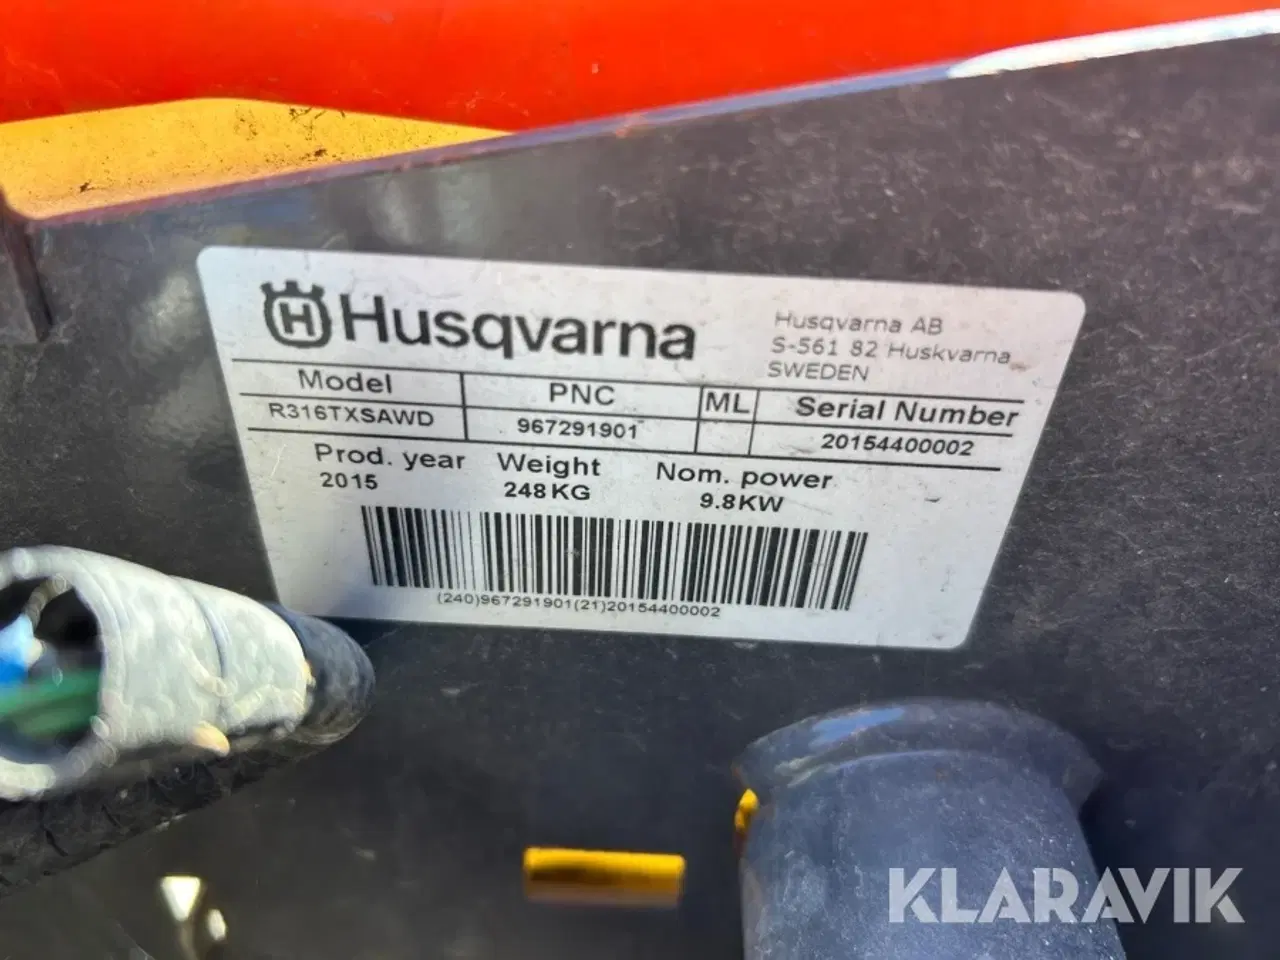 H Husqvarna
Husqvarna AB
S-561 82 Huskvarna
SWEDEN
Model PNC ML Serial Number
R316TXSAWD 967291901 20154400002
Prod. year Weight Nom. power
2015 248KG 9.8KW
(240)967291901(21)20154400002
KLARAVIK